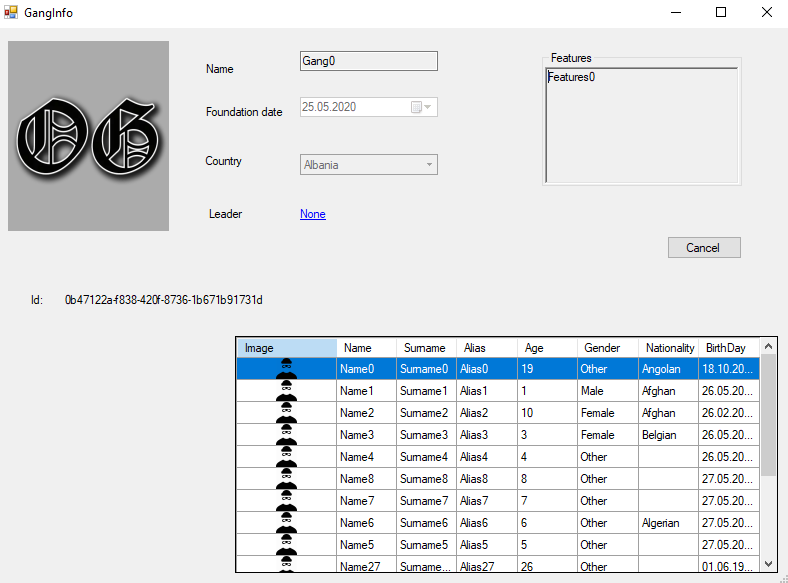 GangInfo
OG
Name Gang0
Foundation date 25.05.2020
Country Albania
Leader None
Features
Features0
Cancel
Id: 0b47122a-f838-420f-8736-1b671b91731d
Image Name Surname Alias Age Gender Nationality BirthDay
Name0 Surname0 Alias0 19 Other Angolan 18.10.20...
Name1 Surname1 Alias1 1 Male Afghan 26.05.20...
Name2 Surname2 Alias2 10 Female Afghan 26.02.20...
Name3 Surname3 Alias3 3 Female Belgian 26.05.20...
Name4 Surname4 Alias4 4 Other 26.05.20...
Name8 Surname8 Alias8 8 Other 27.05.20...
Name7 Surname7 Alias7 7 Other 27.05.20...
Name6 Surname6 Alias6 6 Other Algerian 27.05.20...
Name5 Surname5 Alias5 5 Other 27.05.20...
Name27 Surname... Alias27 26 Other 01.06.19...